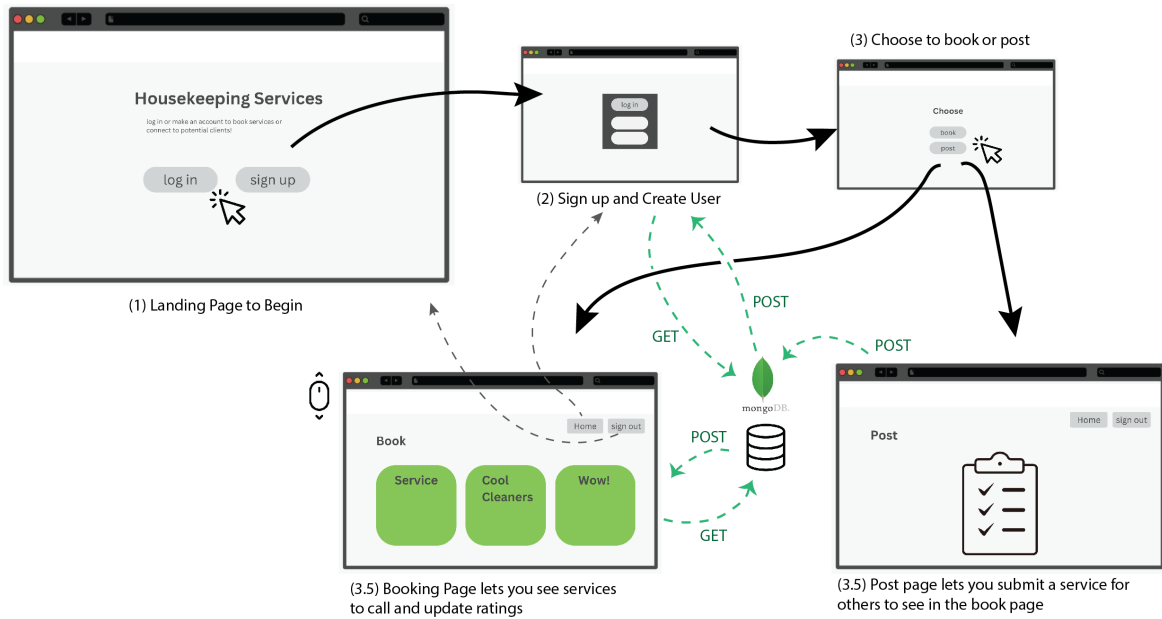 Housekeeping Services
log in or make an account to book services or
connect to potential clients!
log in
sign up
(1) Landing Page to Begin
log in
(2) Sign up and Create User
(3) Choose to book or post
Choose
book
post
GET
POST
POST
mongoDB.
POST
GET
Home
sign out
Book
Service
Cool
Cleaners
Wow!
(3.5) Booking Page lets you see services
to call and update ratings
Home
sign out
Post
(3.5) Post page lets you submit a service for
others to see in the book page